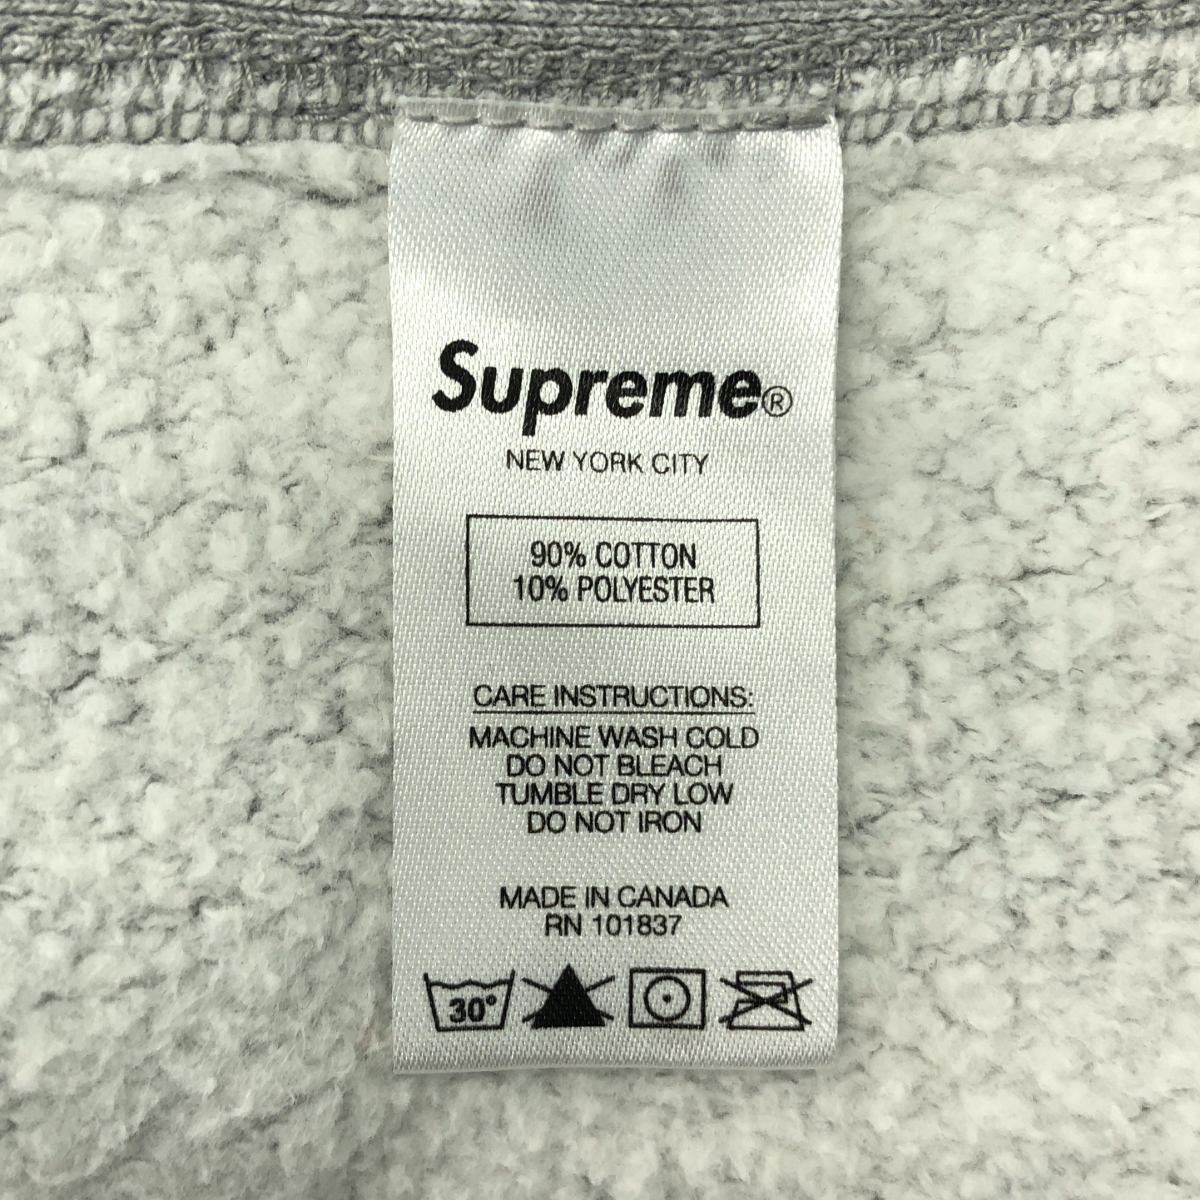 Supreme®
NEW YORK CITY
90% COTTON
10% POLYESTER
CARE INSTRUCTIONS:
MACHINE WASH COLD
DO NOT BLEACH
TUMBLE DRY LOW
DO NOT IRON
MADE IN CANADA
RN 101837
30°